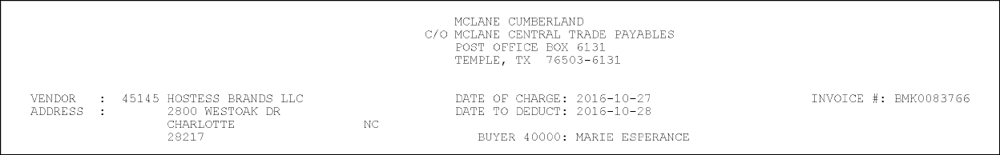 MCLANE CUMBERLAND
C/O MCLANE CENTRAL TRADE PAYABLES
POST OFFICE BOX 6131
TEMPLE, TX 76503-6131
VENDOR : 45145 HOSTESS BRANDS LLC DATE OF CHARGE: 2016-10-27 INVOICE #: BMK0083766
ADDRESS : 2800 WESTOAK DR DATE TO DEDUCT: 2016-10-28
CHARLOTTE NC
28217 BUYER 40000: MARIE ESPERANCE